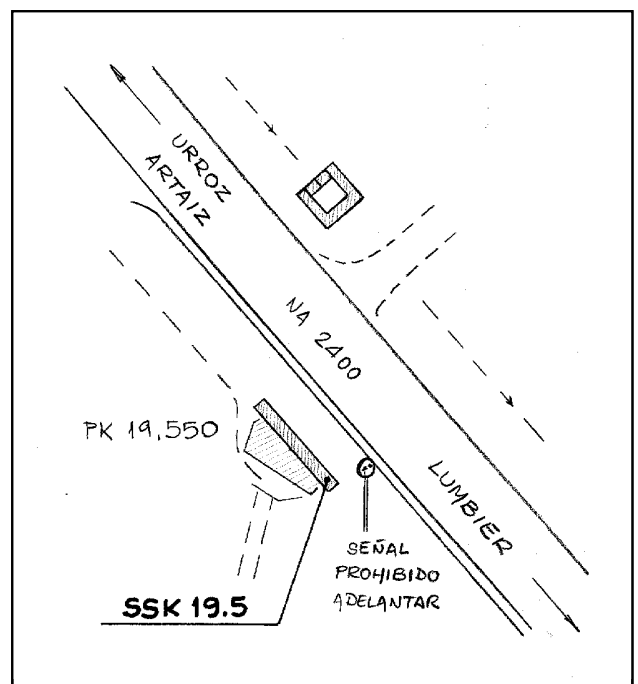 URROZ
ARTAIZ
NA 2400
PK 19,550
LUMBIER
SEÑAL
PROHIBIDO
ADELANTAR
SSK 19.5